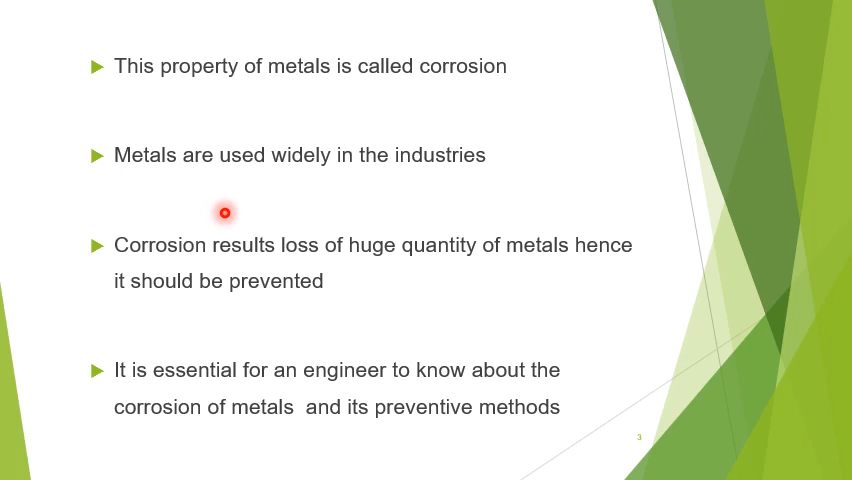 This property of metals is called corrosion
Metals are used widely in the industries
Corrosion results loss of huge quantity of metals hence
it should be prevented
It is essential for an engineer to know about the
corrosion of metals  and its preventive methods
3